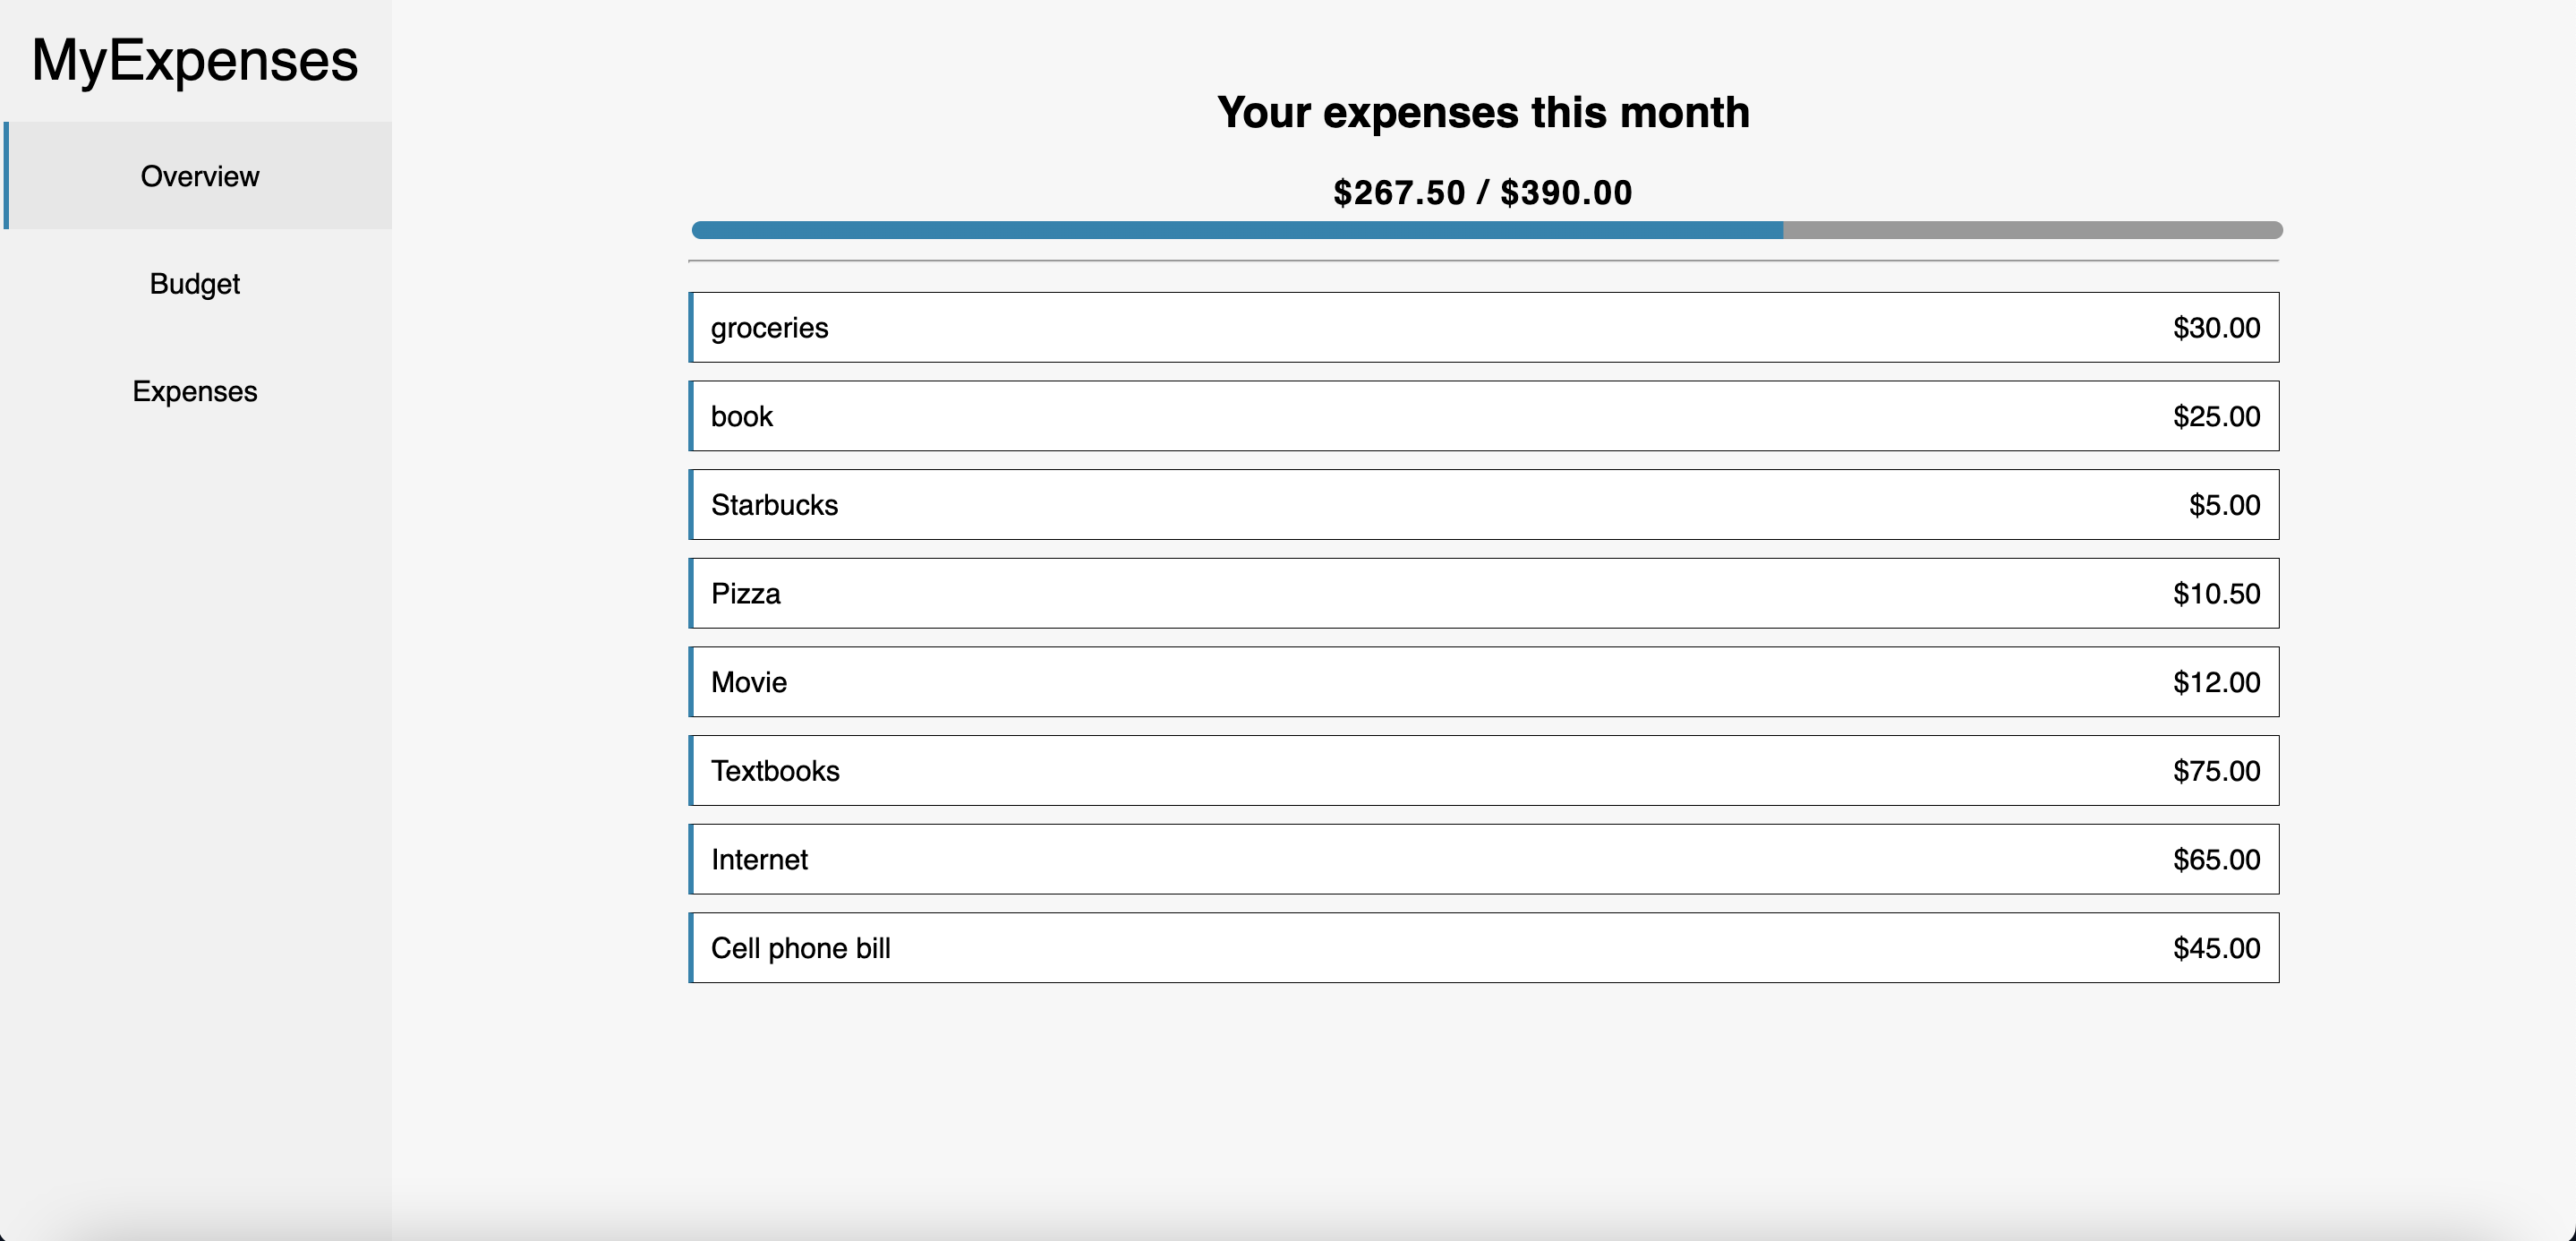 MyExpenses
Overview
Budget
Expenses
Your expenses this month
$267.50 / $390.00
groceries $30.00
book $25.00
Starbucks $5.00
Pizza $10.50
Movie $12.00
Textbooks $75.00
Internet $65.00
Cell phone bill $45.00